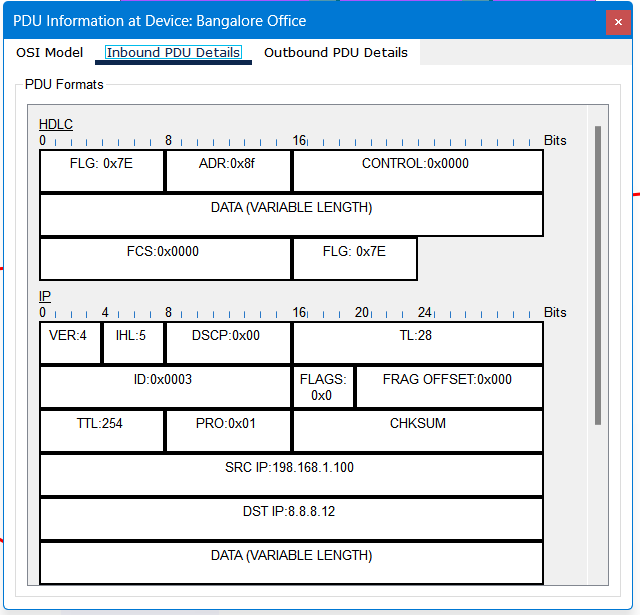 PDU Information at Device: Bangalore Office
OSI Model Inbound PDU Details Outbound PDU Details
PDU Formats
HDLC
0 8 16 Bits
FLG: 0x7E ADR:0x8f CONTROL:0x0000
DATA (VARIABLE LENGTH)
FCS:0x0000 FLG: 0x7E
IP
0 4 8 16 20 24 Bits
VER:4 IHL:5 DSCP:0x00 TL:28
ID:0x0003 FLAGS: 0x0 FRAG OFFSET:0x000
TTL:254 PRO:0x01 CHKSUM
SRC IP:198.168.1.100
DST IP:8.8.8.12
DATA (VARIABLE LENGTH)